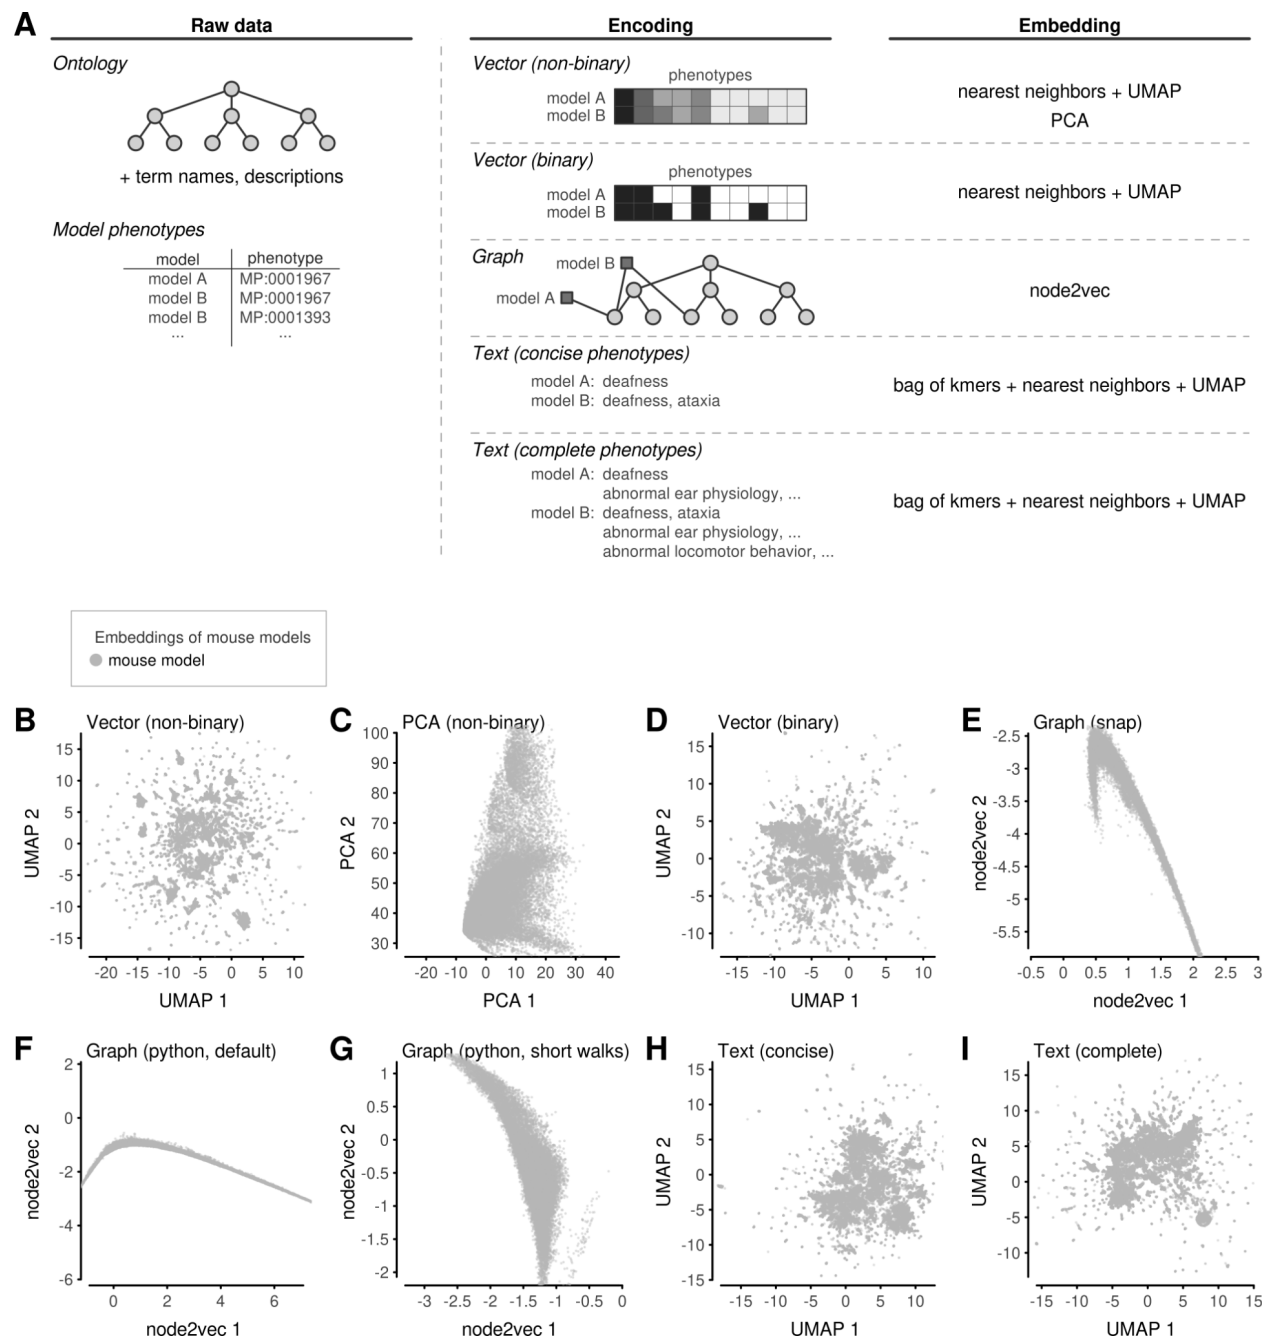 A
Raw data
Encoding
Embedding
Ontology
+ term names, descriptions
Model phenotypes
model phenotype
model A MP:0001967
model B MP:0001967
model B MP:0001393
... ...
Vector (non-binary)
phenotypes
model A
model B
nearest neighbors + UMAP
PCA
Vector (binary)
phenotypes
model A
model B
nearest neighbors + UMAP
Graph
model B
model A
node2vec
Text (concise phenotypes)
model A: deafness
model B: deafness, ataxia
bag of kmers + nearest neighbors + UMAP
Text (complete phenotypes)
model A: deafness
abnormal ear physiology, ...
model B: deafness, ataxia
abnormal ear physiology, ...
abnormal locomotor behavior, ...
bag of kmers + nearest neighbors + UMAP
Embeddings of mouse models
mouse model
B
Vector (non-binary)
15
10
5
0
-5
-10
-15
UMAP 2
-20 -15 -10 -5 0 5 10
UMAP 1
C
PCA (non-binary)
100
90
80
70
60
50
40
30
PCA 2
-20 -10 0 10 20 30 40
PCA 1
D
Vector (binary)
15
10
5
0
-5
-10
UMAP 2
-15 -10 -5 0 5 10
UMAP 1
E
Graph (snap)
-2.5
-3
-3.5
-4
-4.5
-5
-5.5
node2vec 2
-0.5 0 0.5 1 1.5 2 2.5 3
node2vec 1
F
Graph (python, default)
2
0
-2
-4
-6
node2vec 2
0 2 4 6
node2vec 1
G
Graph (python, short walks)
1
0.5
0
-0.5
-1
-1.5
-2
node2vec 2
-3 -2.5 -2 -1.5 -1 -0.5 0
node2vec 1
H
Text (concise)
15
10
5
0
-5
-10
-15
UMAP 2
-15 -10 -5 0 5 10
UMAP 1
I
Text (complete)
15
10
5
0
-5
-10
UMAP 2
-15 -10 -5 0 5 10 15
UMAP 1